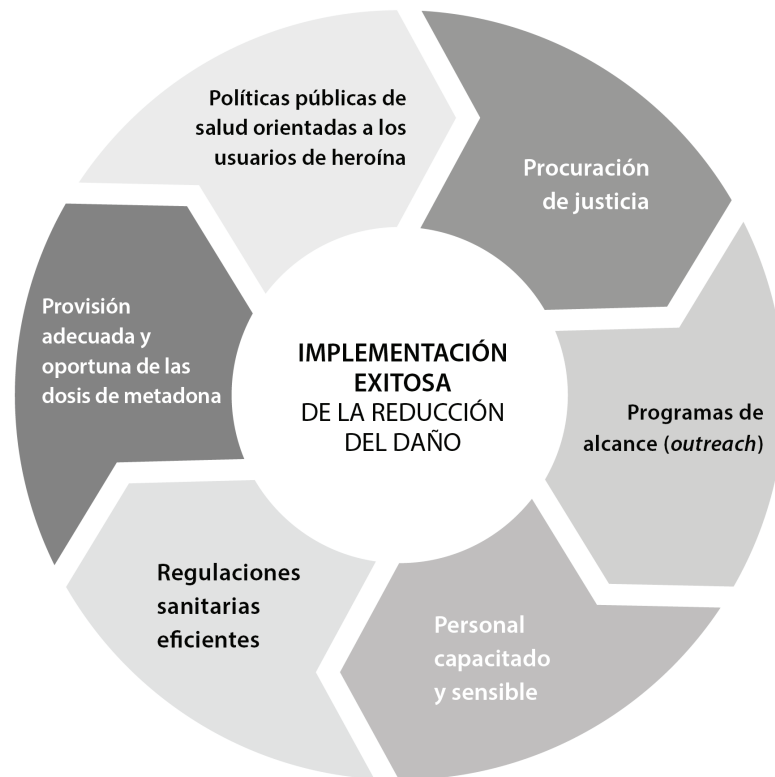 Políticas públicas de
salud orientadas a los
usuarios de heroína
Procuración
de justicia
Programas de
alcance (outreach)
Personal
capacitado
y sensible
Regulaciones
sanitarias
eficientes
Provisión
adecuada y
oportuna de las
dosis de metadona
IMPLEMENTACIÓN
EXITOSA
DE LA REDUCCIÓN
DEL DAÑO